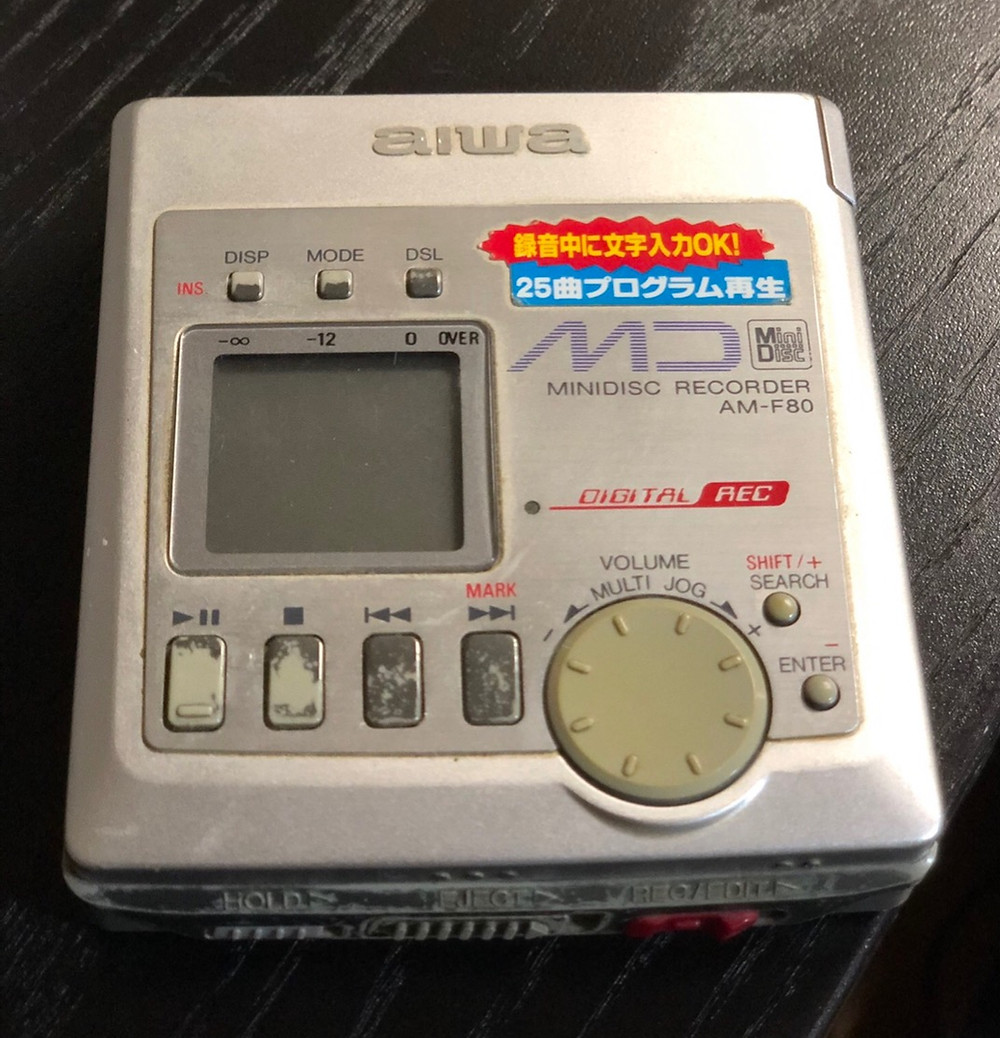 aiwa
録音中に文字入力OK!
25曲プログラム再生
DISP MODE DSL
INS.
-∞ -12 0 OVER
MD Mini Disc
MINIDISC RECORDER
AM-F80
DIGITAL REC
VOLUME
MULTI JOG
- +
SHIFT/+
SEARCH
MARK
−
ENTER
HOLD EJECT REC/EDIT